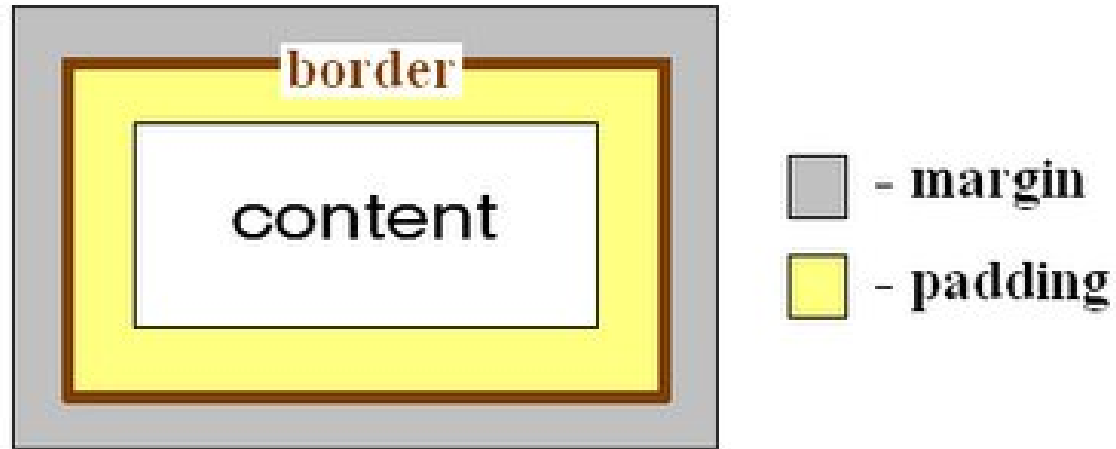 border
content
- margin
- padding